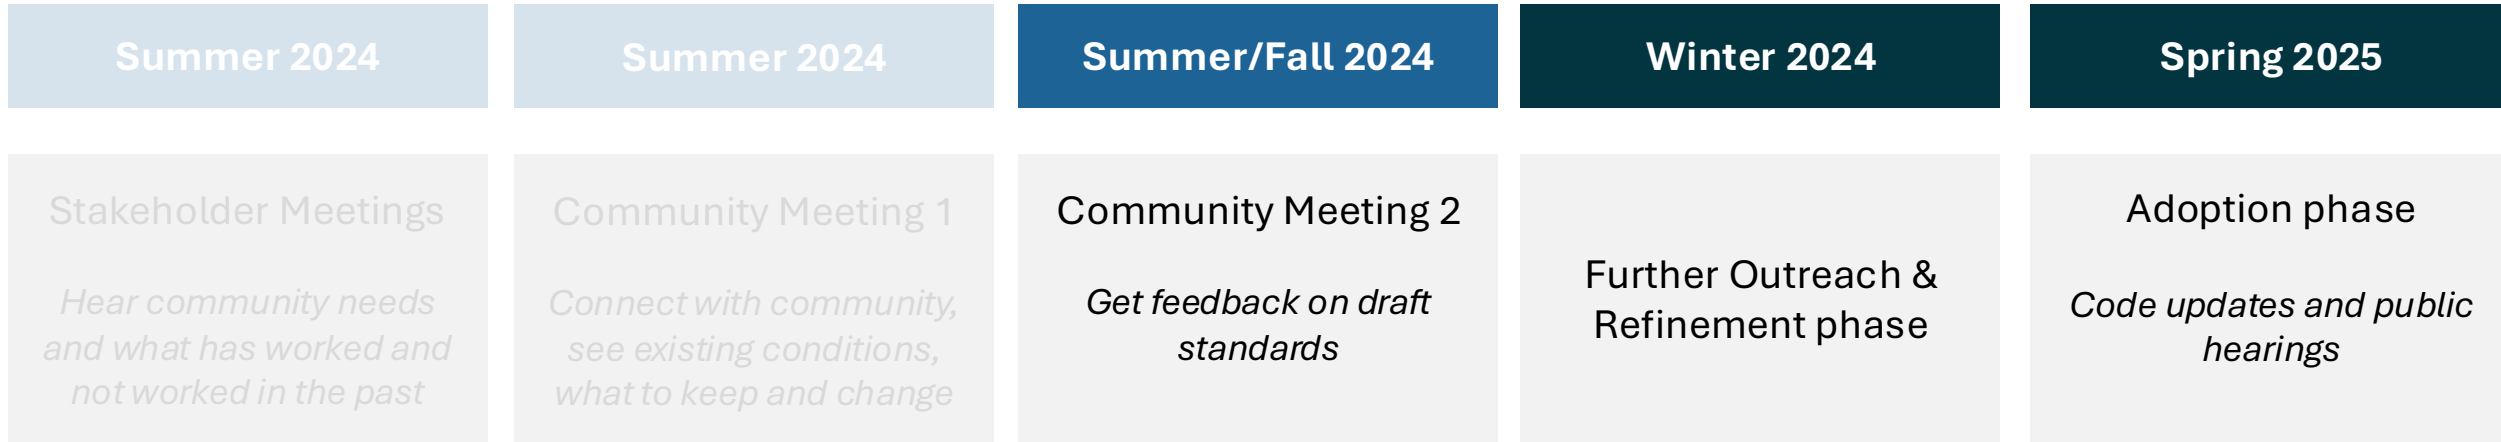 Summer 2024
Stakeholder Meetings
Hear community needs
and what has worked and
not worked in the past
Summer 2024
Community Meeting 1
Connect with community,
see existing conditions,
what to keep and change
Summer/Fall 2024
Community Meeting 2
Get feedback on draft
standards
Winter 2024
Further Outreach &
Refinement phase
Spring 2025
Adoption phase
Code updates and public
hearings